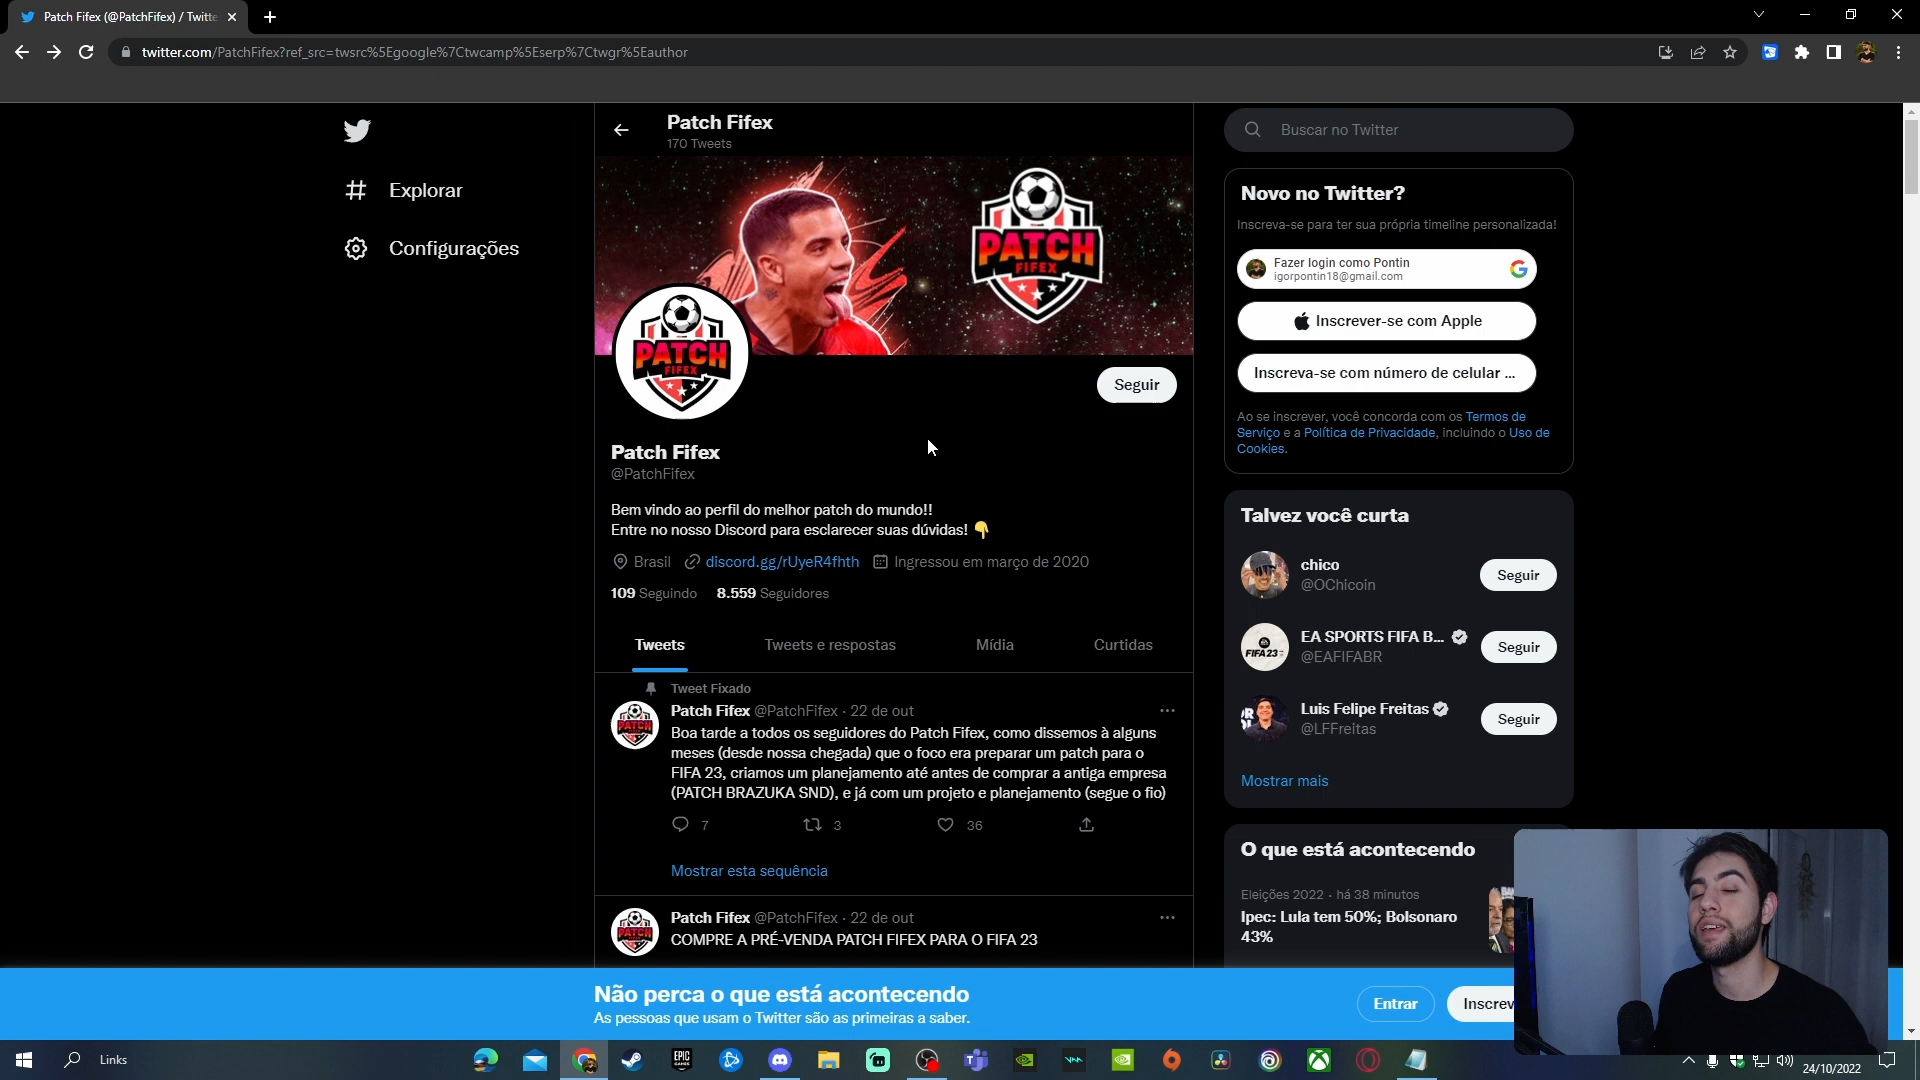 Patch Fifex (@PatchFifex) / Twitte
twitter.com/PatchFifex?ref_src=twsrc%5Egoogle%7Ctwcamp%5Eserp%7Ctwgr%5Eauthor
Explorar
Configurações
Patch Fifex
170 Tweets
PATCH
FIFEX
PATCH
FIFEX
Seguir
Patch Fifex
@PatchFifex
Bem vindo ao perfil do melhor patch do mundo!!
Entre no nosso Discord para esclarecer suas dúvidas! 👇
Brasil discord.gg/rUyeR4fhth Ingressou em março de 2020
109 Seguindo 8.559 Seguidores
Tweets Tweets e respostas Mídia Curtidas
Tweet Fixado
Patch Fifex @PatchFifex · 22 de out
Boa tarde a todos os seguidores do Patch Fifex, como dissemos à alguns
meses (desde nossa chegada) que o foco era preparar um patch para o
FIFA 23, criamos um planejamento até antes de comprar a antiga empresa
(PATCH BRAZUKA SND), e já com um projeto e planejamento (segue o fio)
7 3 36
Mostrar esta sequência
Patch Fifex @PatchFifex · 22 de out
COMPRE A PRÉ-VENDA PATCH FIFEX PARA O FIFA 23
Buscar no Twitter
Novo no Twitter?
Inscreva-se para ter sua própria timeline personalizada!
Fazer login como Pontin
igorpontin18@gmail.com
Inscrever-se com Apple
Inscreva-se com número de celular ...
Ao se inscrever, você concorda com os Termos de
Serviço e a Política de Privacidade, incluindo o Uso de
Cookies.
Talvez você curta
chico
@OChicoin
Seguir
EA SPORTS FIFA B...
@EAFIFABR
Seguir
FIFA 23
Luis Felipe Freitas
@LFFreitas
Seguir
Mostrar mais
O que está acontecendo
Eleições 2022 · há 38 minutos
Ipec: Lula tem 50%; Bolsonaro
43%
Não perca o que está acontecendo
As pessoas que usam o Twitter são as primeiras a saber.
Entrar
Inscrev
Links
EPIC
GAMES
24/10/2022